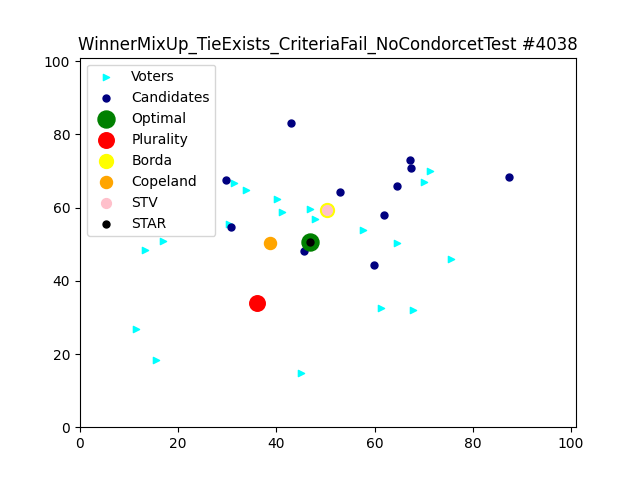 WinnerMixUp_TieExists_CriteriaFail_NoCondorcetTest #4038
100
80
60
40
20
0
Voters
Candidates
Optimal
Plurality
Borda
Copeland
STV
STAR
0 20 40 60 80 100